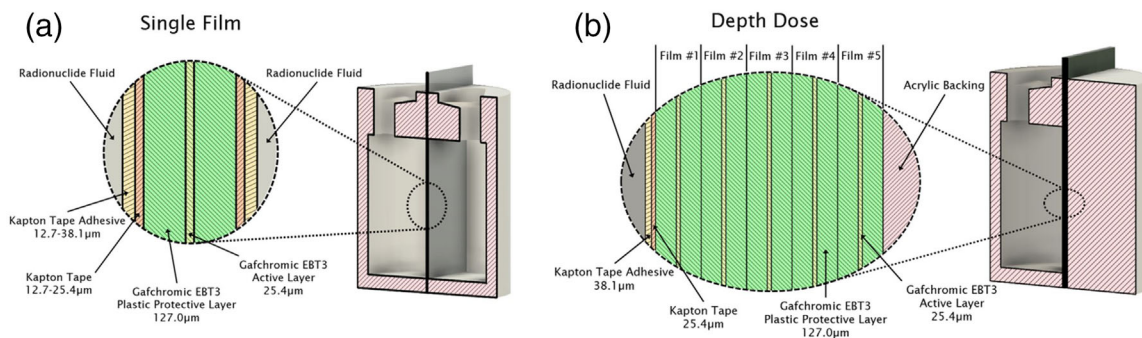 (a)
Single Film
Radionuclide Fluid
Radionuclide Fluid
Kapton Tape Adhesive
12.7-38.1μm
Kapton Tape
12.7-25.4μm
Gafchromic EBT3
Plastic Protective Layer
127.0μm
Gafchromic EBT3
Active Layer
25.4μm
(b)
Depth Dose
Film #1
Film #2
Film #3
Film #4
Film #5
Radionuclide Fluid
Acrylic Backing
Kapton Tape Adhesive
38.1μm
Kapton Tape
25.4μm
Gafchromic EBT3
Plastic Protective Layer
127.0μm
Gafchromic EBT3
Active Layer
25.4μm